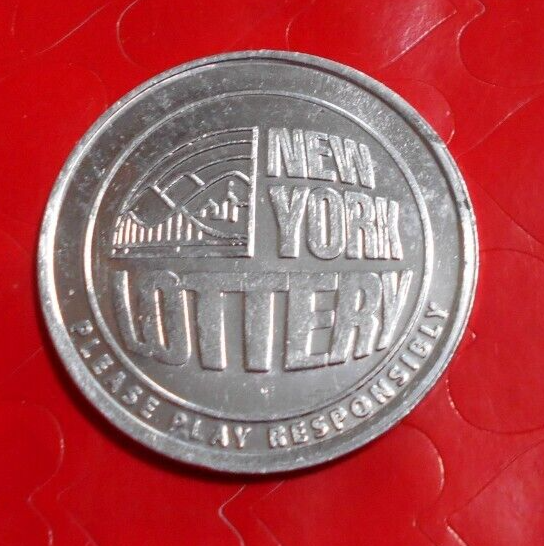 NEW
YORK
LOTTERY
PLEASE PLAY RESPONSIBLY